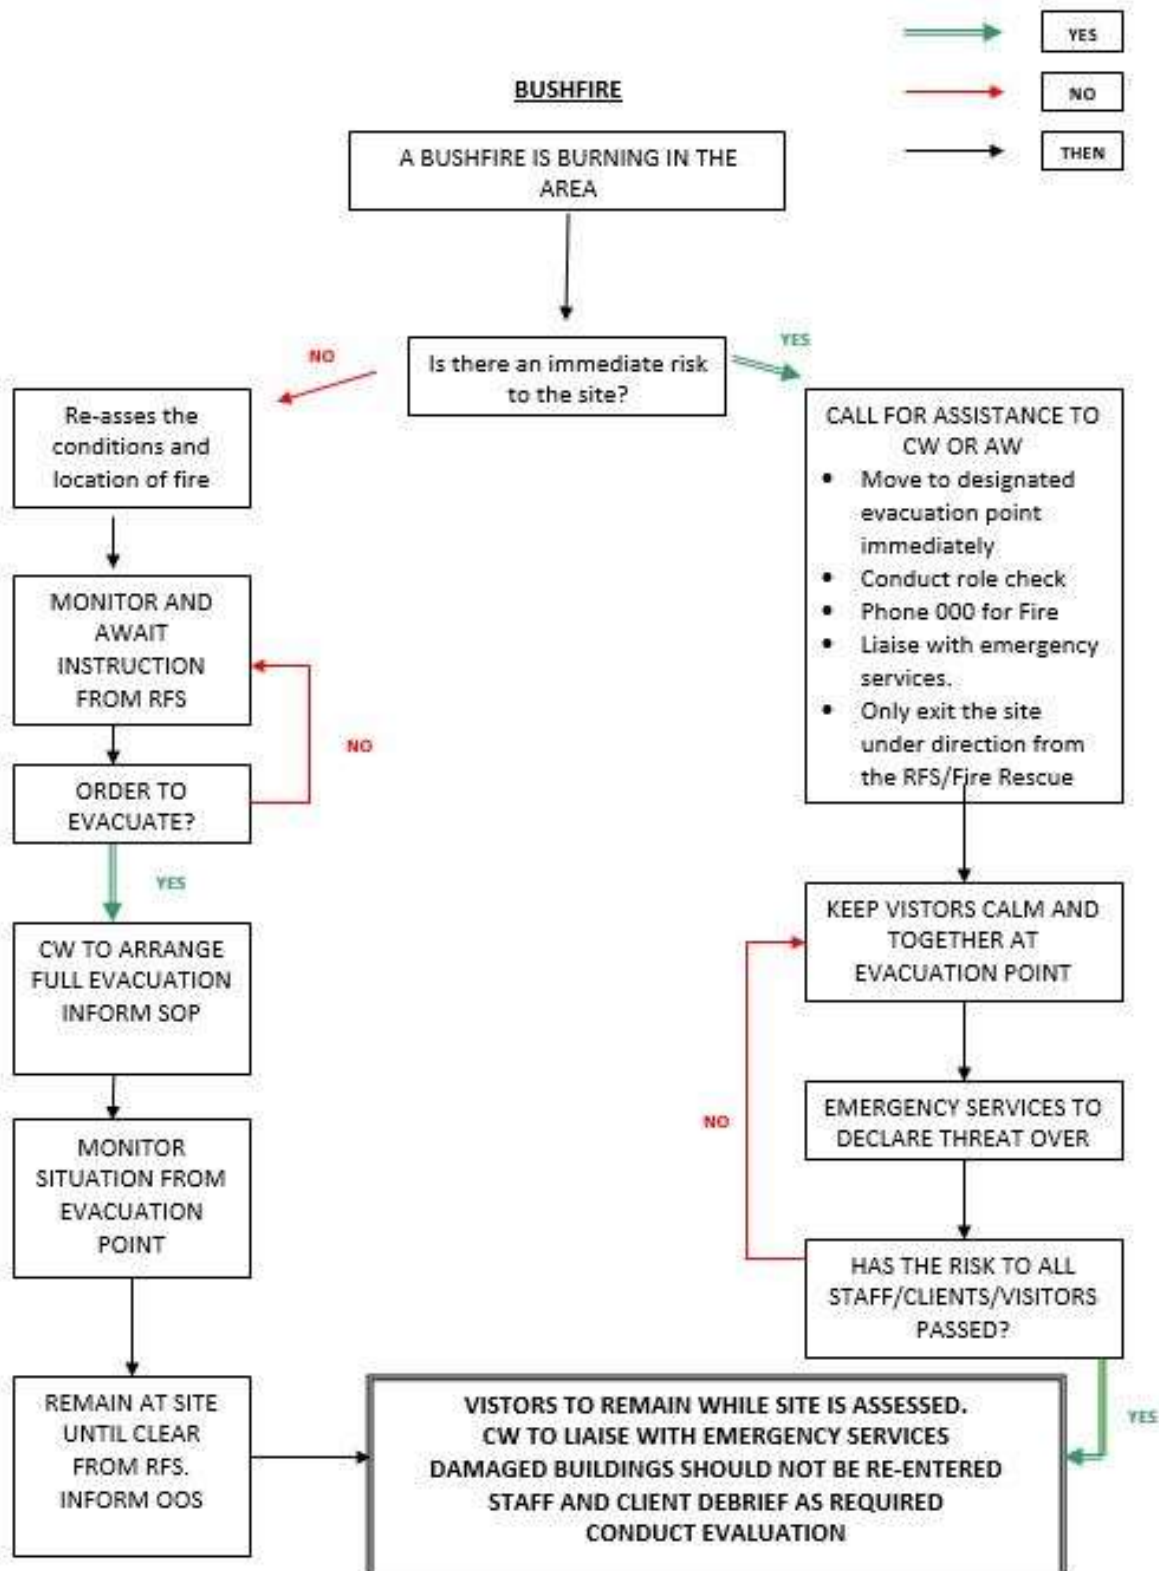 YES
BUSHFIRE
NO
A BUSHFIRE IS BURNING IN THE
AREA
THEN
NO
Is there an immediate risk
to the site?
YES
Re-asses the
conditions and
location of fire
MONITOR AND
AWAIT
INSTRUCTION
FROM RFS
NO
ORDER TO
EVACUATE?
YES
CW TO ARRANGE
FULL EVACUATION
INFORM SOP
MONITOR
SITUATION FROM
EVACUATION
POINT
REMAIN AT SITE
UNTIL CLEAR
FROM RFS.
INFORM OOS
CALL FOR ASSISTANCE TO
CW OR AW
• Move to designated
evacuation point
immediately
• Conduct role check
• Phone 000 for Fire
• Liaise with emergency
services.
• Only exit the site
under direction from
the RFS/Fire Rescue
KEEP VISTORS CALM AND
TOGETHER AT
EVACUATION POINT
EMERGENCY SERVICES TO
DECLARE THREAT OVER
NO
HAS THE RISK TO ALL
STAFF/CLIENTS/VISITORS
PASSED?
YES
VISTORS TO REMAIN WHILE SITE IS ASSESSED.
CW TO LIAISE WITH EMERGENCY SERVICES
DAMAGED BUILDINGS SHOULD NOT BE RE-ENTERED
STAFF AND CLIENT DEBRIEF AS REQUIRED
CONDUCT EVALUATION